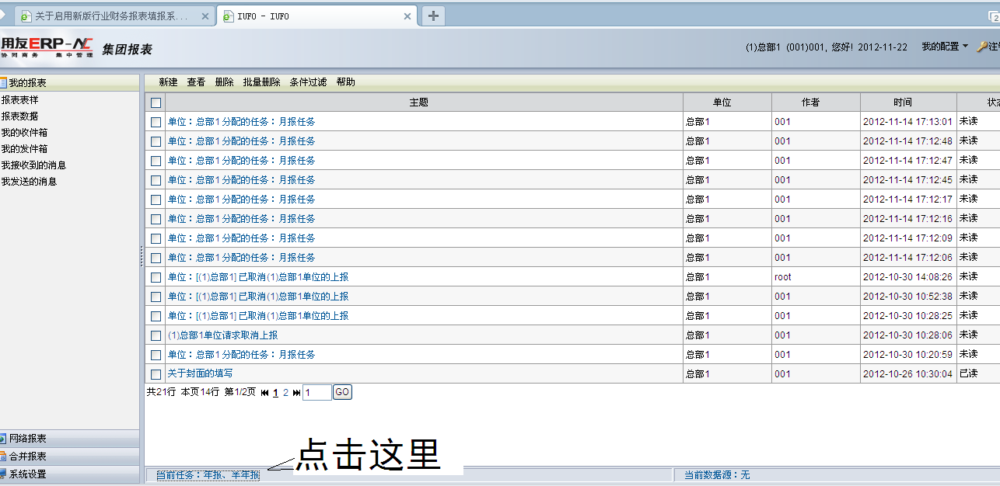 关于启用新版行业财务报表填报系...
IUFO - IUFO
2
用友ERP-NC
协同商务 集中管理
集团报表
(1)总部1 (001)001, 您好! 2012-11-22 我的配置
我的报表
报表表样
报表数据
我的收件箱
我的发件箱
我接收到的消息
我发送的消息
网络报表
合并报表
系统设置
新建 查看 删除 批量删除 条件过滤 帮助
主题 单位 作者 时间
单位：总部1 分配的任务：月报任务 总部1 001 2012-11-14 17:13:01 未读
单位：总部1 分配的任务：月报任务 总部1 001 2012-11-14 17:12:48 未读
单位：总部1 分配的任务：月报任务 总部1 001 2012-11-14 17:12:47 未读
单位：总部1 分配的任务：月报任务 总部1 001 2012-11-14 17:12:45 未读
单位：总部1 分配的任务：月报任务 总部1 001 2012-11-14 17:12:17 未读
单位：总部1 分配的任务：月报任务 总部1 001 2012-11-14 17:12:16 未读
单位：总部1 分配的任务：月报任务 总部1 001 2012-11-14 17:12:09 未读
单位：总部1 分配的任务：月报任务 总部1 001 2012-11-14 17:12:06 未读
单位：[(1)总部1] 已取消(1)总部1单位的上报 总部1 root 2012-10-30 14:08:26 未读
单位：[(1)总部1] 已取消(1)总部1单位的上报 总部1 001 2012-10-30 10:52:38 未读
单位：[(1)总部1] 已取消(1)总部1单位的上报 总部1 001 2012-10-30 10:28:25 未读
(1)总部1单位请求取消上报 总部1 001 2012-10-30 10:28:06 未读
单位：总部1 分配的任务：月报任务 总部1 001 2012-10-30 10:20:59 未读
关于封面的填写 总部1 001 2012-10-26 10:30:04 已读
共21行 本页14行 第1/2页 1 2 1 GO
点击这里
当前任务：年报、半年报 当前数据源：无